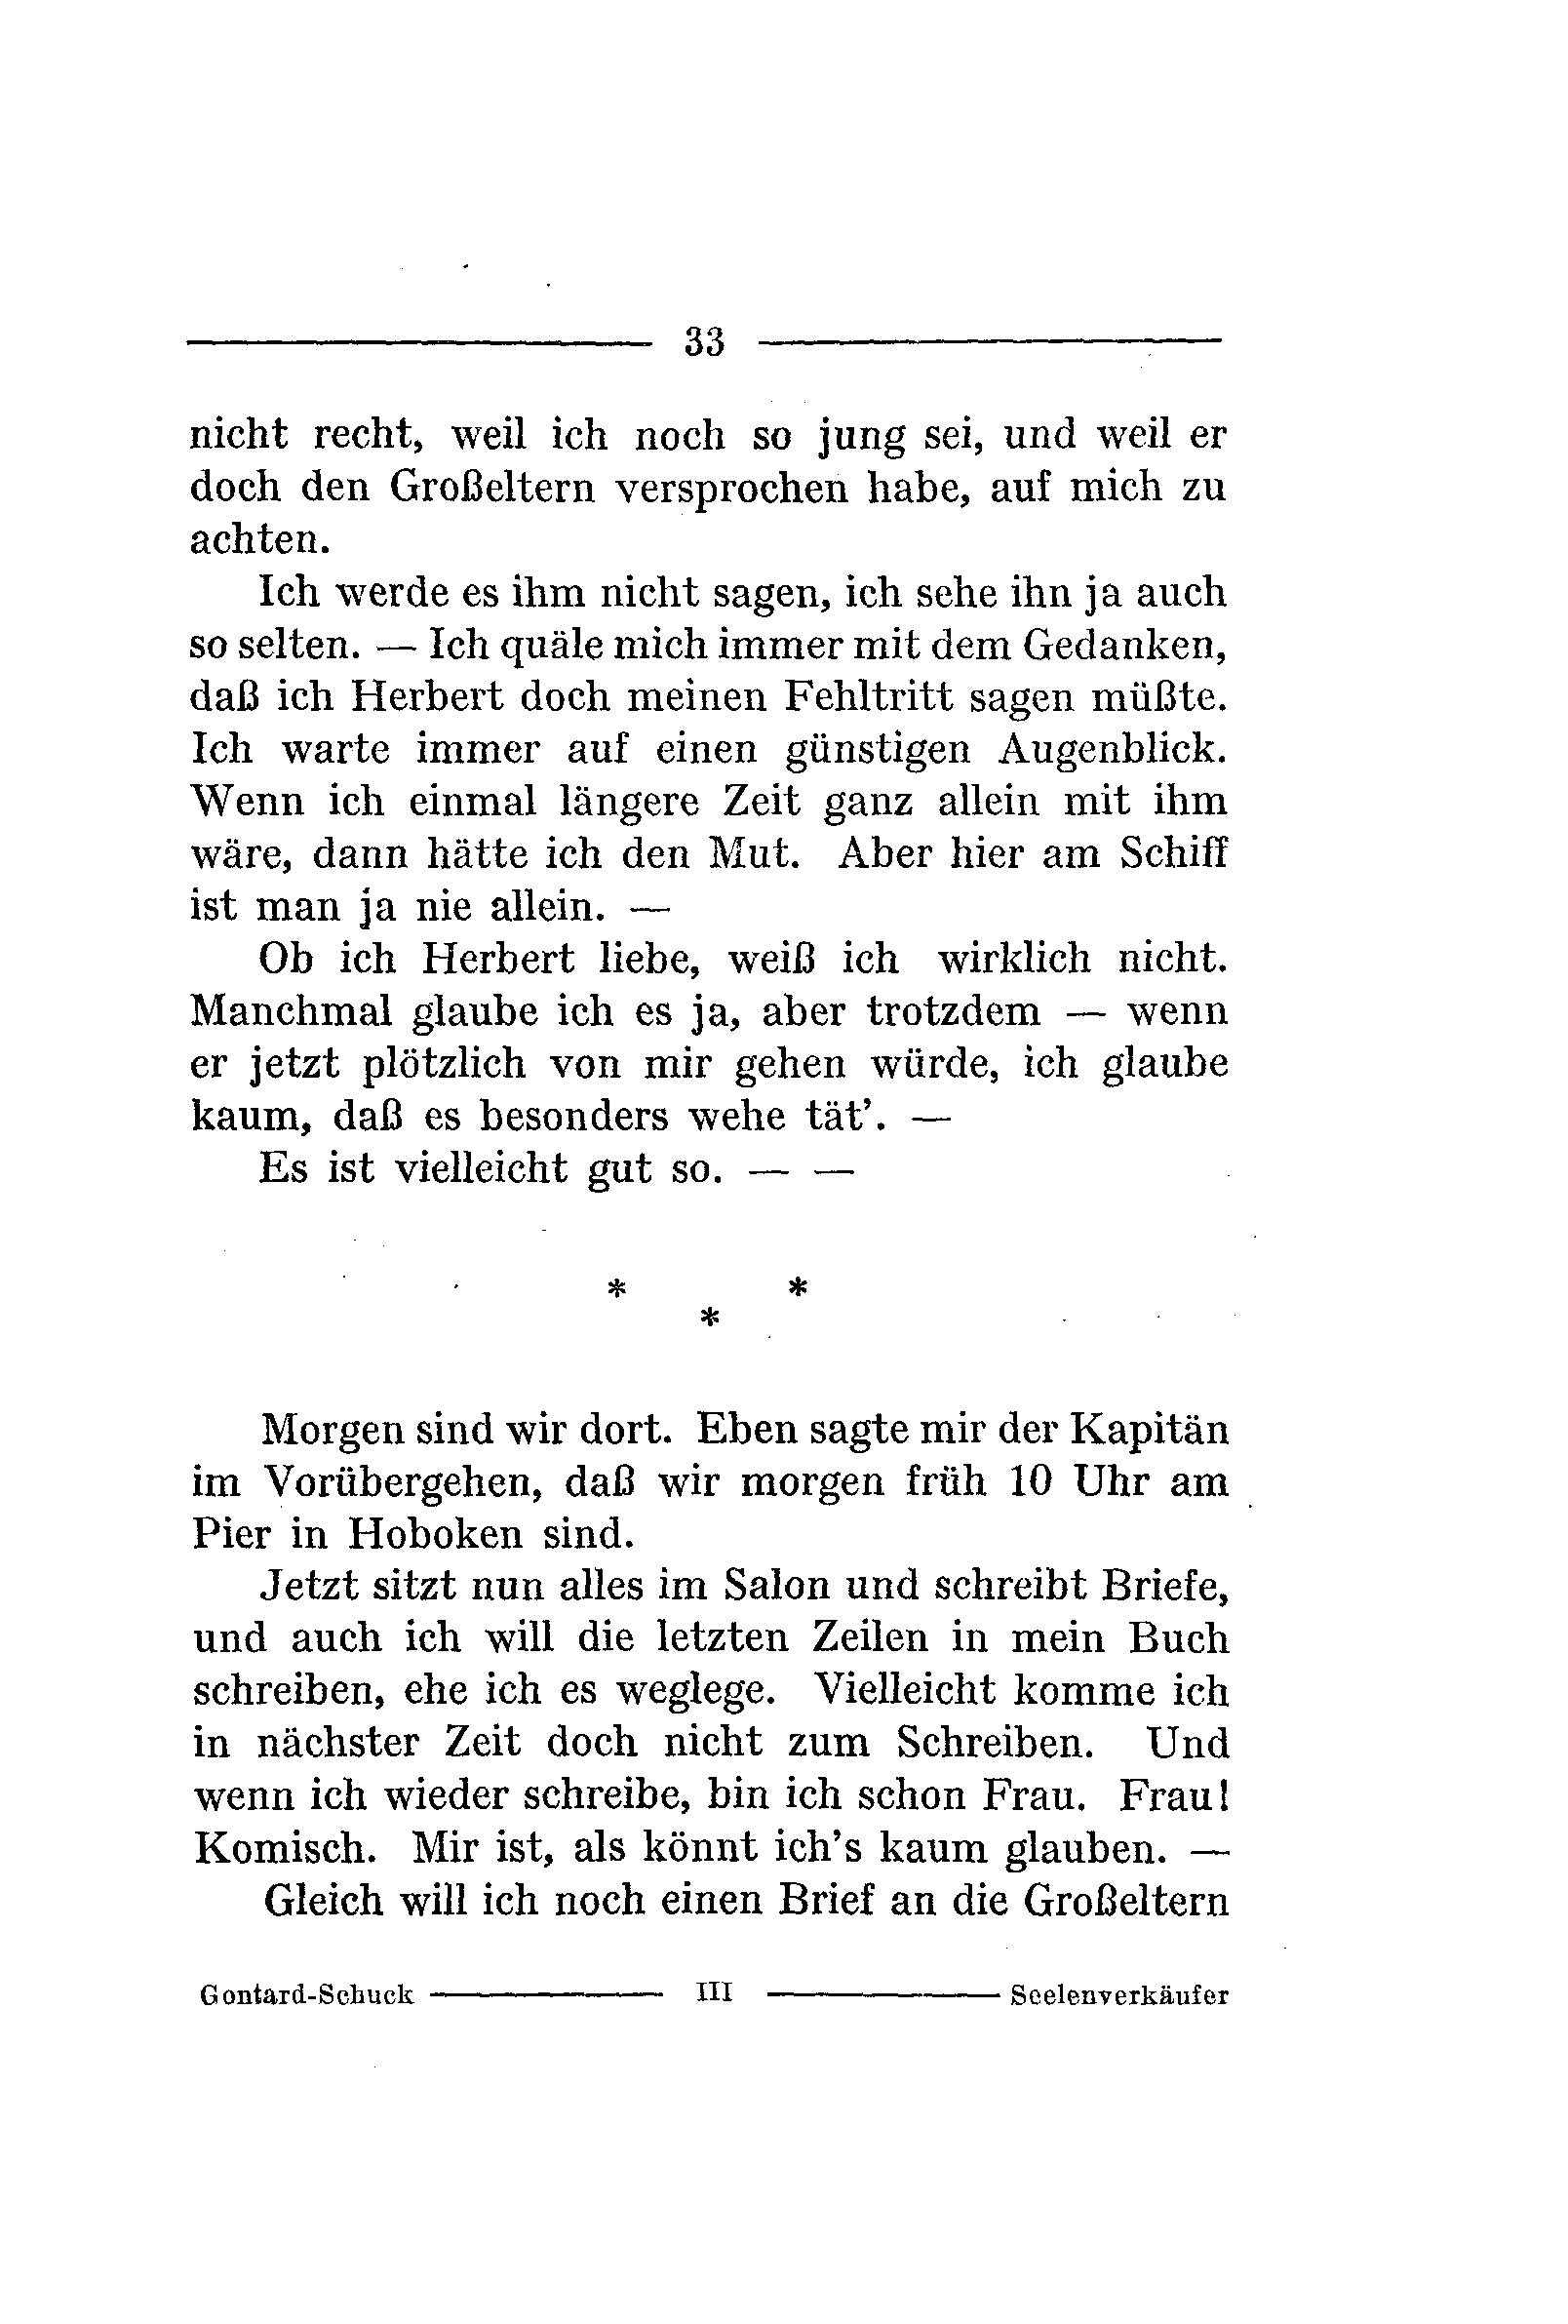 33
nicht recht, weil ich noch so jung sei, und weil er
doch den Großeltern versprochen habe, auf mich zu
achten.
Ich werde es ihm nicht sagen, ich sehe ihn ja auch
so selten. — Ich quäle mich immer mit dem Gedanken,
daß ich Herbert doch meinen Fehltritt sagen müßte.
Ich warte immer auf einen günstigen Augenblick.
Wenn ich einmal längere Zeit ganz allein mit ihm
wäre, dann hätte ich den Mut. Aber hier am Schiff
ist man ja nie allein. —
Ob ich Herbert liebe, weiß ich wirklich nicht.
Manchmal glaube ich es ja, aber trotzdem — wenn
er jetzt plötzlich von mir gehen würde, ich glaube
kaum, daß es besonders wehe tät’. —
Es ist vielleicht gut so. — —
* *
*
Morgen sind wir dort. Eben sagte mir der Kapitän
im Vorübergehen, daß wir morgen früh 10 Uhr am
Pier in Hoboken sind.
Jetzt sitzt nun alles im Salon und schreibt Briefe,
und auch ich will die letzten Zeilen in mein Buch
schreiben, ehe ich es weglege. Vielleicht komme ich
in nächster Zeit doch nicht zum Schreiben. Und
wenn ich wieder schreibe, bin ich schon Frau. Frau!
Komisch. Mir ist, als könnt ich’s kaum glauben. —
Gleich will ich noch einen Brief an die Großeltern
Gontard-Schuck — III — Seelenverkäufer